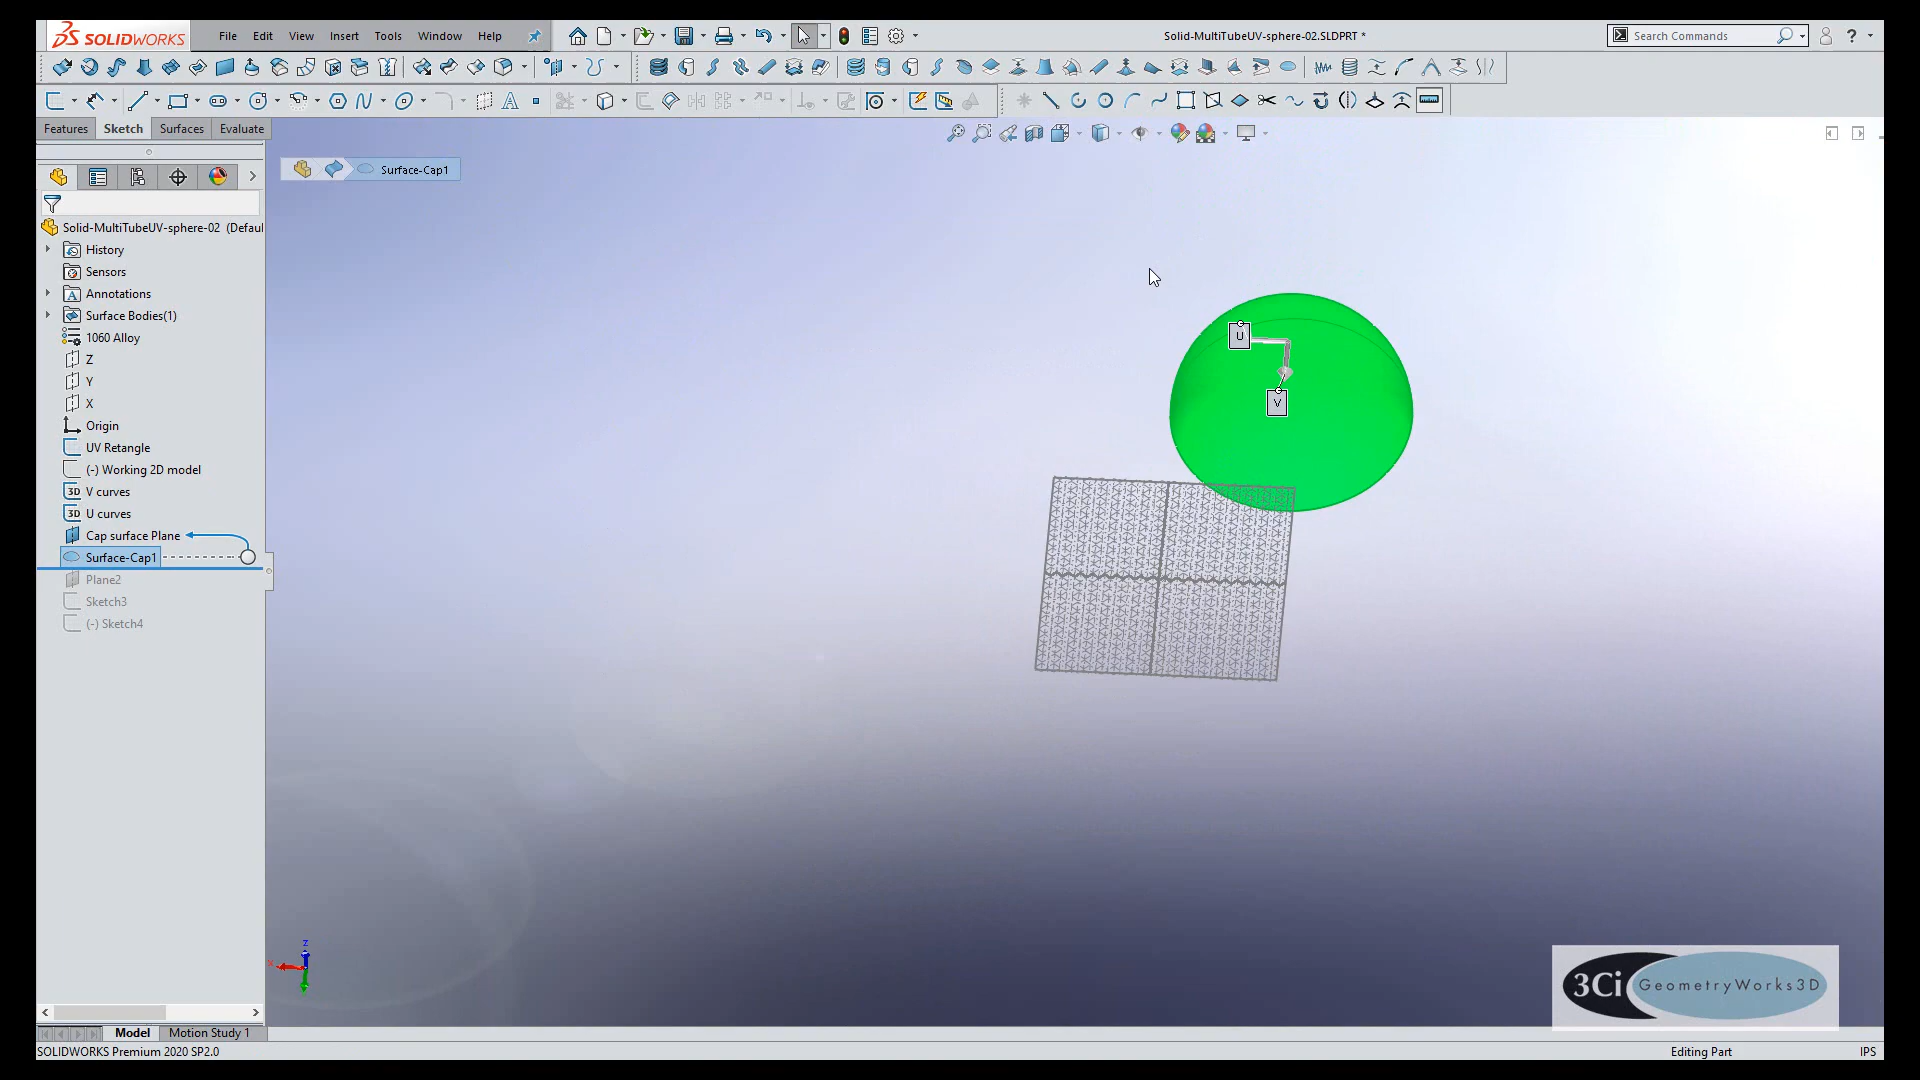 SOLIDWORKS File Edit View Insert Tools Window Help
Solid-MultiTubeUV-sphere-02.SLDPRT *
Search Commands
?
Features Sketch Surfaces Evaluate
Surface-Cap1
Solid-MultiTubeUV-sphere-02 (Defaul
History
Sensors
Annotations
Surface Bodies(1)
1060 Alloy
Z
Y
X
Origin
UV Retangle
(-) Working 2D model
3D V curves
3D U curves
Cap surface Plane
Surface-Cap1
Plane2
Sketch3
(-) Sketch4
U
V
Z
X
Y
3Ci GeometryWorks3D
Model Motion Study 1
SOLIDWORKS Premium 2020 SP2.0
Editing Part
IPS